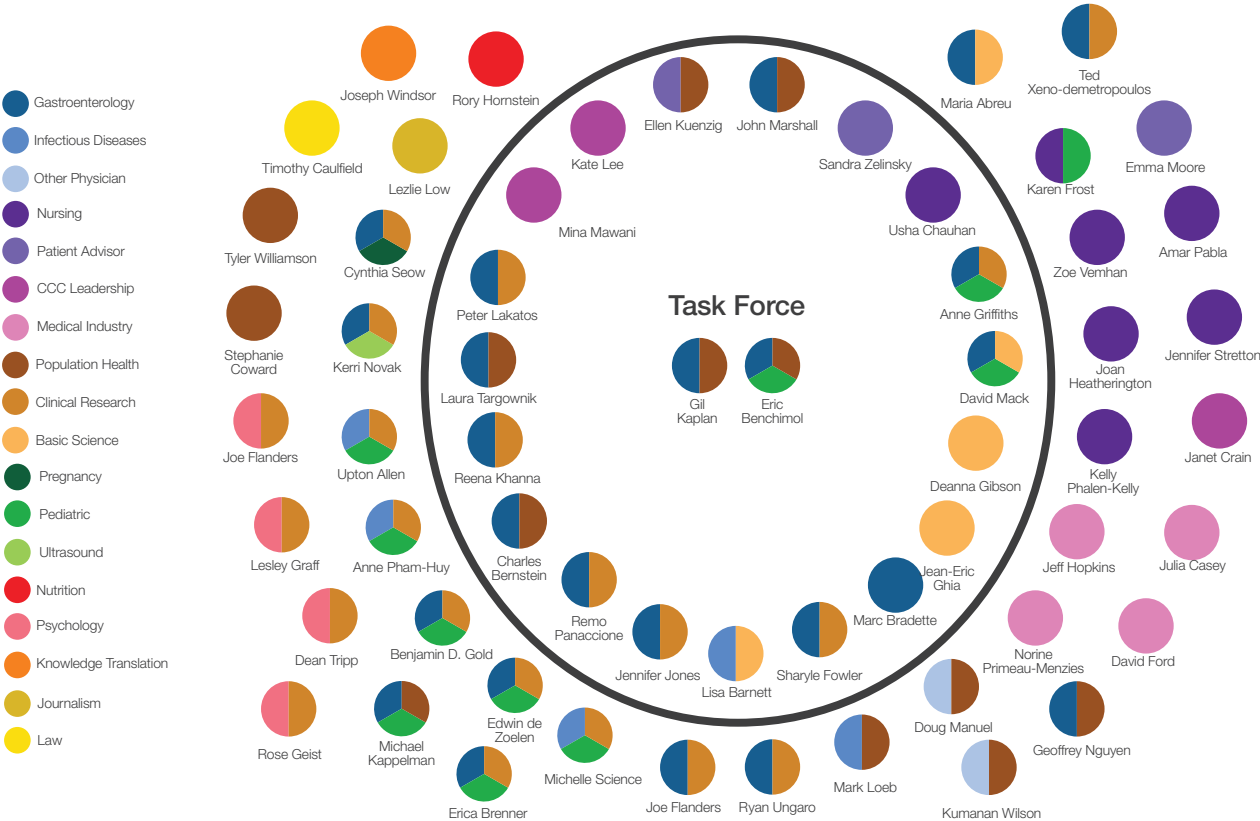 Gastroenterology
Infectious Diseases
Other Physician
Nursing
Patient Advisor
CCC Leadership
Medical Industry
Population Health
Clinical Research
Basic Science
Pregnancy
Pediatric
Ultrasound
Nutrition
Psychology
Knowledge Translation
Journalism
Law
Joseph Windsor
Rory Hornstein
Timothy Caulfield
Lezlie Low
Tyler Williamson
Cynthia Seow
Stephanie
Coward
Kerri Novak
Joe Flanders
Upton Allen
Lesley Graff
Anne Pham-Huy
Dean Tripp
Benjamin D. Gold
Rose Geist
Michael
Kappelman
Edwin de
Zoelen
Erica Brenner
Michelle Science
Joe Flanders
Ryan Ungaro
Mark Loeb
Ellen Kuenzig
John Marshall
Kate Lee
Sandra Zelinsky
Mina Mawani
Usha Chauhan
Peter Lakatos
Anne Griffiths
Task Force
Gil
Kaplan
Eric
Benchimol
Laura Targownik
David Mack
Reena Khanna
Deanna Gibson
Charles
Bernstein
Jean-Eric
Ghia
Remo
Panaccione
Marc Bradette
Jennifer Jones
Lisa Barnett
Sharyle Fowler
Maria Abreu
Ted
Xeno-demetropoulos
Karen Frost
Emma Moore
Zoe Vernhan
Amar Pabla
Joan
Heatherington
Jennifer Stretton
Kelly
Phalen-Kelly
Janet Crain
Jeff Hopkins
Julia Casey
Norine
Primeau-Menzies
David Ford
Doug Manuel
Geoffrey Nguyen
Kumanan Wilson